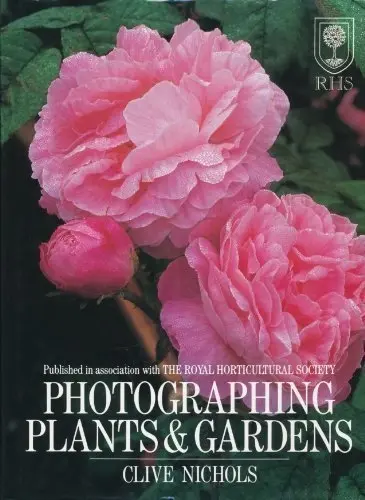 RHS
Published in association with THE ROYAL HORTICULTURAL SOCIETY
PHOTOGRAPHING
PLANTS & GARDENS
CLIVE NICHOLS